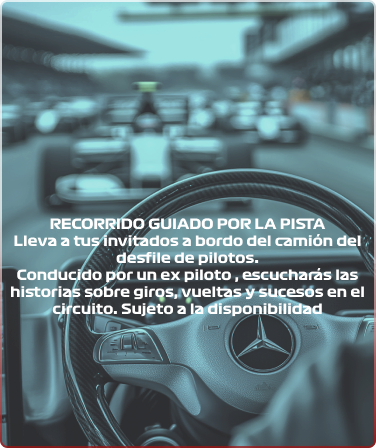 RECORRIDO GUIADO POR LA PISTA
Lleva a tus invitados a bordo del camión del
desfile de pilotos.
Conducido por un ex piloto , escucharás las
historias sobre giros, vueltas y sucesos en el
circuito. Sujeto a la disponibilidad